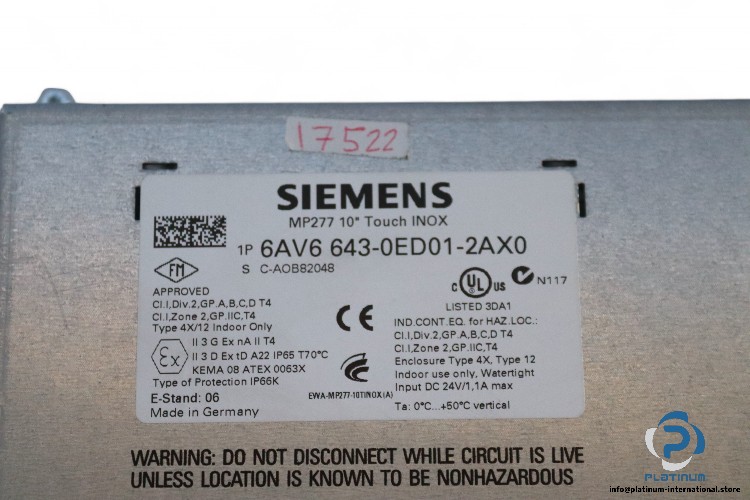 17522
SIEMENS
MP277 10" Touch INOX
1P 6AV6 643-0ED01-2AX0
S C-AOB82048
FM
APPROVED
Cl.I,Div.2,GP.A,B,C,D T4
Cl.I,Zone 2,GP.IIC,T4
Type 4X/12 Indoor Only
Ex
II 3 G Ex nA II T4
II 3 D Ex tD A22 IP65 T70°C
KEMA 08 ATEX 0063X
Type of Protection IP66K
E-Stand: 06
Made in Germany
CE
EWA-MP277-10TINOX(A)
C UL US
N117
LISTED 3DA1
IND.CONT.EQ. for HAZ.LOC.:
Cl.I,Div.2,GP.A,B,C,D T4
Cl.I,Zone 2,GP.IIC,T4
Enclosure Type 4X, Type 12
Indoor use only, Watertight
Input DC 24V/1,1A max
Ta: 0°C...+50°C vertical
WARNING: DO NOT DISCONNECT WHILE CIRCUIT IS LIVE
UNLESS LOCATION IS KNOWN TO BE NONHAZARDOUS
PLATINUM
info@platinum-international.store